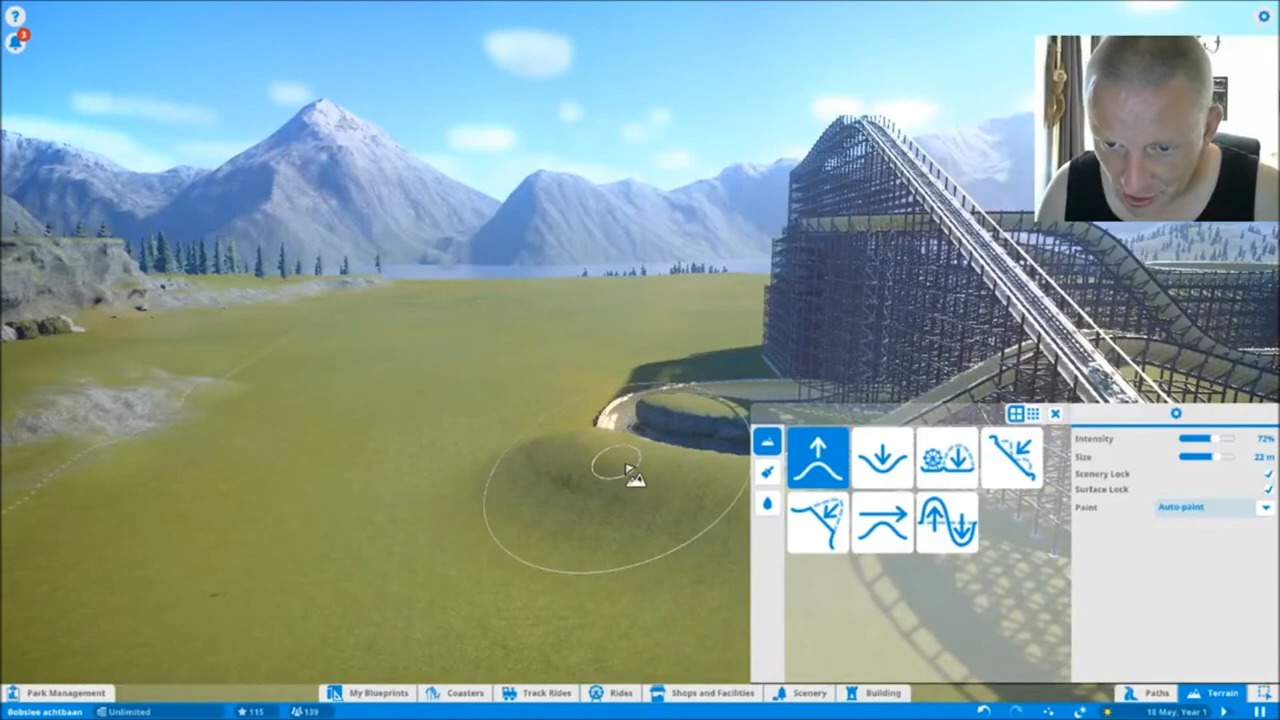 ?
3
Intensity 72%
Size 22 m
Scenery Lock
Surface Lock
Paint Auto-paint
Park Management My Blueprints Coasters Track Rides Rides Shops and Facilities Scenery Building Paths Terrain
Bobslee achtbaan Unlimited 115 139 18 May, Year 1